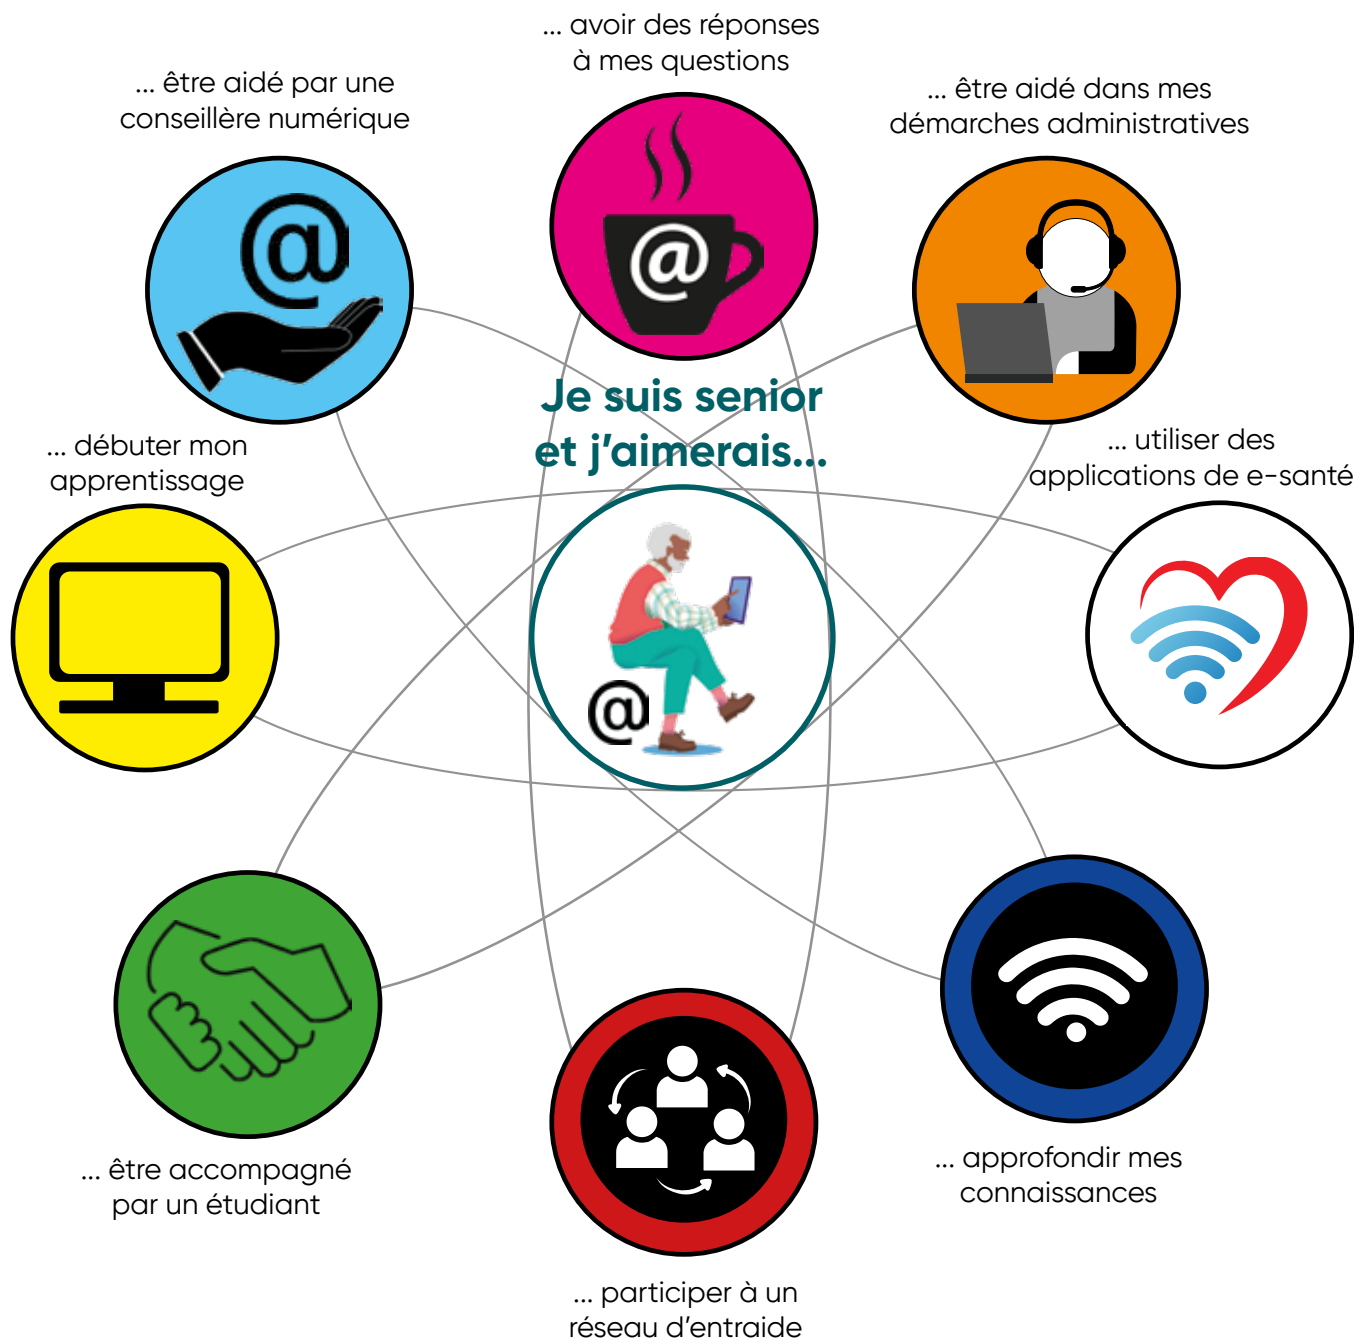 ... avoir des réponses
à mes questions
... être aidé par une
conseillère numérique
... être aidé dans mes
démarches administratives
@
@
Je suis senior
et j'aimerais...
... débuter mon
apprentissage
... utiliser des
applications de e-santé
@
... être accompagné
par un étudiant
... approfondir mes
connaissances
... participer à un
réseau d'entraide